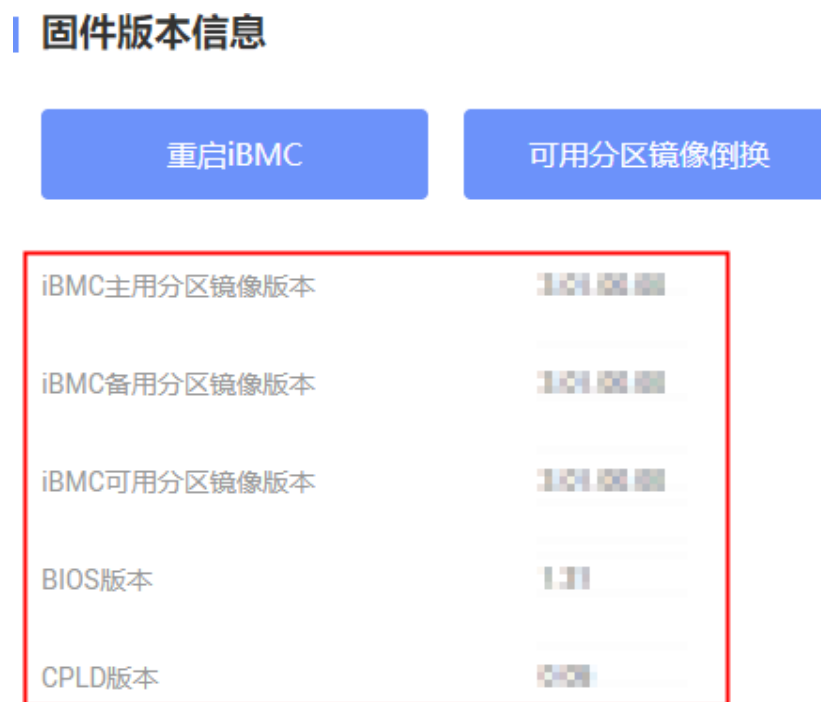 固件版本信息
重启iBMC 可用分区镜像倒换
iBMC主用分区镜像版本
iBMC备用分区镜像版本
iBMC可用分区镜像版本
BIOS版本
CPLD版本